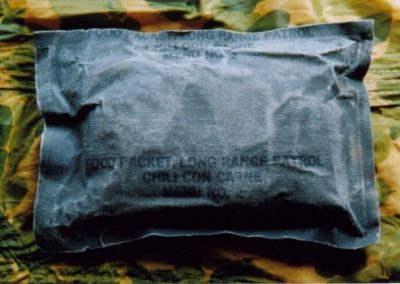 FOOD PACKET, LONG RANGE PATROL
CHILI CON CARNE
MENU NO. 2
FOOD PACKET, LONG RANGE PATROL
CHILI CON CARNE
MENU NO.